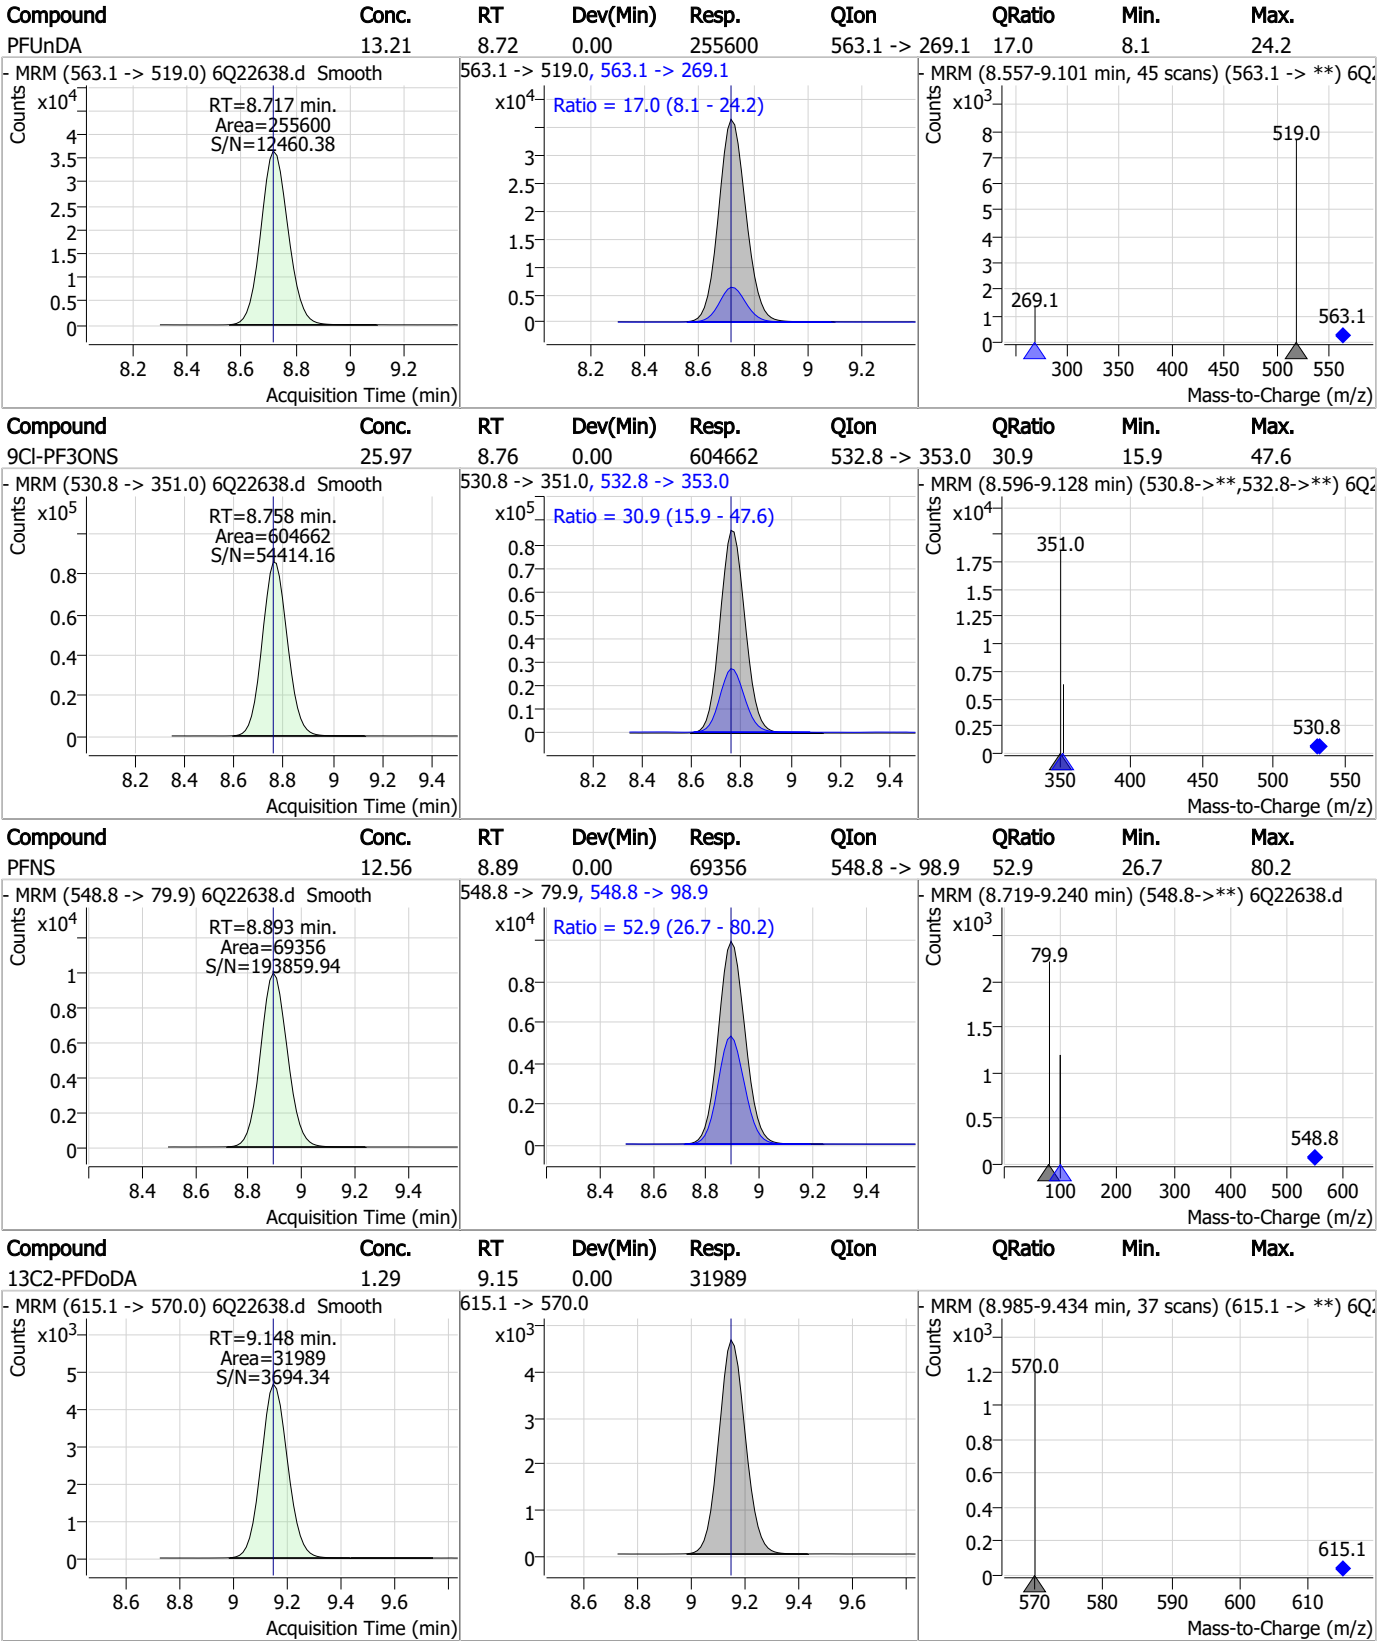 Compound Conc. RT Dev(Min) Resp. QIon QRatio Min. Max.
PFUnDA 13.21 8.72 0.00 255600 563.1 -> 269.1 17.0 8.1 24.2
- MRM (563.1 -> 519.0) 6Q22638.d Smooth
Counts
x10^4
RT=8.717 min.
Area=255600
S/N=12460.38
4
3.5
3
2.5
2
1.5
1
0.5
0
8.2 8.4 8.6 8.8 9 9.2
Acquisition Time (min)
563.1 -> 519.0, 563.1 -> 269.1
x10^4
Ratio = 17.0 (8.1 - 24.2)
3
2.5
2
1.5
1
0.5
0
8.2 8.4 8.6 8.8 9 9.2
- MRM (8.557-9.101 min, 45 scans) (563.1 -> **) 6Q2
Counts
x10^3
8
7
6
5
4
3
2
1
0
519.0
269.1
563.1
300 350 400 450 500 550
Mass-to-Charge (m/z)
Compound Conc. RT Dev(Min) Resp. QIon QRatio Min. Max.
9Cl-PF3ONS 25.97 8.76 0.00 604662 532.8 -> 353.0 30.9 15.9 47.6
- MRM (530.8 -> 351.0) 6Q22638.d Smooth
Counts
x10^5
RT=8.758 min.
Area=604662
S/N=54414.16
0.8
0.6
0.4
0.2
0
8.2 8.4 8.6 8.8 9 9.2 9.4
Acquisition Time (min)
530.8 -> 351.0, 532.8 -> 353.0
x10^5
Ratio = 30.9 (15.9 - 47.6)
0.8
0.7
0.6
0.5
0.4
0.3
0.2
0.1
0
8.2 8.4 8.6 8.8 9 9.2 9.4
- MRM (8.596-9.128 min) (530.8->**,532.8->**) 6Q2
Counts
x10^4
1.75
1.5
1.25
1
0.75
0.5
0.25
0
351.0
530.8
350 400 450 500 550
Mass-to-Charge (m/z)
Compound Conc. RT Dev(Min) Resp. QIon QRatio Min. Max.
PFNS 12.56 8.89 0.00 69356 548.8 -> 98.9 52.9 26.7 80.2
- MRM (548.8 -> 79.9) 6Q22638.d Smooth
Counts
x10^4
RT=8.893 min.
Area=69356
S/N=193859.94
1
0.8
0.6
0.4
0.2
0
8.4 8.6 8.8 9 9.2 9.4
Acquisition Time (min)
548.8 -> 79.9, 548.8 -> 98.9
x10^4
Ratio = 52.9 (26.7 - 80.2)
0.8
0.6
0.4
0.2
0
8.4 8.6 8.8 9 9.2 9.4
- MRM (8.719-9.240 min) (548.8->**) 6Q22638.d
Counts
x10^3
2
1.5
1
0.5
0
79.9
548.8
100 200 300 400 500 600
Mass-to-Charge (m/z)
Compound Conc. RT Dev(Min) Resp. QIon QRatio Min. Max.
13C2-PFDoDA 1.29 9.15 0.00 31989
- MRM (615.1 -> 570.0) 6Q22638.d Smooth
Counts
x10^3
RT=9.148 min.
Area=31989
S/N=3694.34
5
4
3
2
1
0
8.6 8.8 9 9.2 9.4 9.6
Acquisition Time (min)
615.1 -> 570.0
x10^3
4
3
2
1
0
8.6 8.8 9 9.2 9.4 9.6
- MRM (8.985-9.434 min, 37 scans) (615.1 -> **) 6Q2
Counts
x10^3
1.2
1
0.8
0.6
0.4
0.2
0
570.0
615.1
570 580 590 600 610
Mass-to-Charge (m/z)